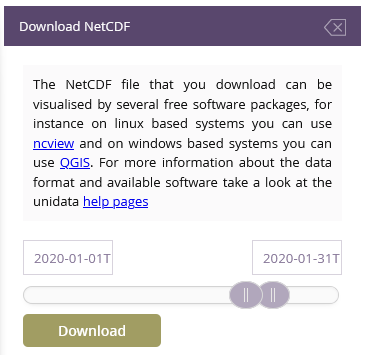 Download NetCDF
The NetCDF file that you download can be
visualised by several free software packages, for
instance on linux based systems you can use
ncview and on windows based systems you can
use QGIS. For more information about the data
format and available software take a look at the
unidata help pages
2020-01-01T 2020-01-31T
Download